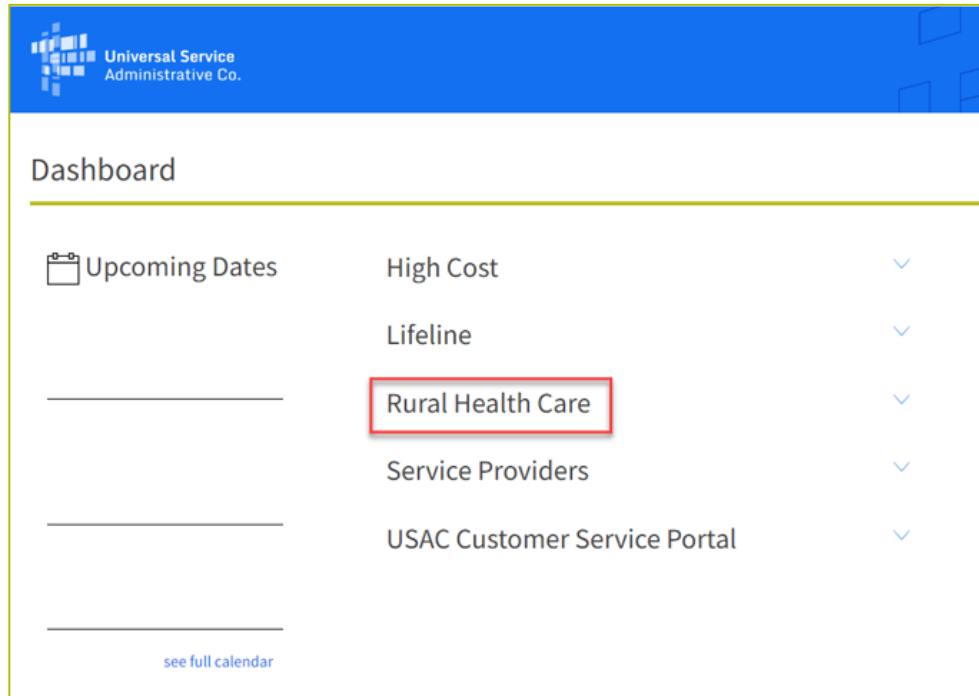 Universal Service
Administrative Co.
Dashboard
Upcoming Dates
see full calendar
High Cost
Lifeline
Rural Health Care
Service Providers
USAC Customer Service Portal